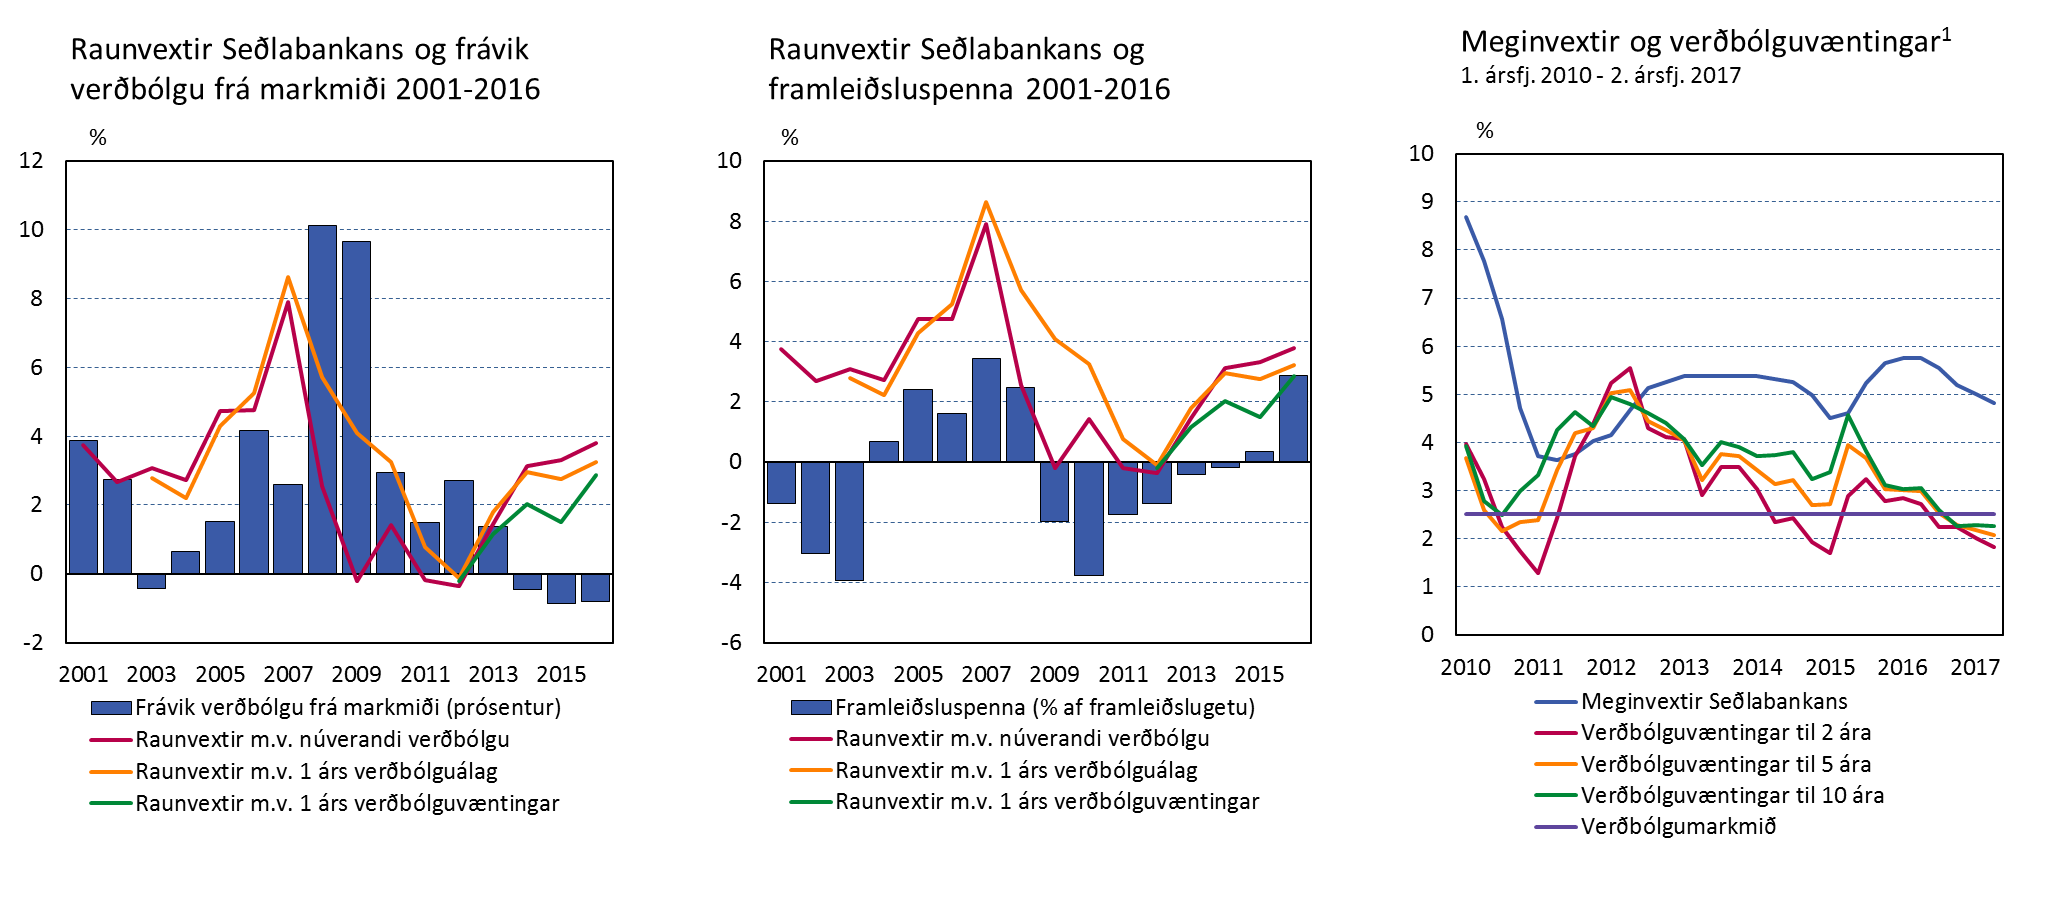 Raunvextir Seðlabankans og frávik
verðbólgu frá markmiði 2001-2016
%
12
10
8
6
4
2
0
-2
2001 2003 2005 2007 2009 2011 2013 2015
Frávik verðbólgu frá markmiði (prósentur)
Raunvextir m.v. núverandi verðbólgu
Raunvextir m.v. 1 árs verðbólguálag
Raunvextir m.v. 1 árs verðbólguvæntingar
Raunvextir Seðlabankans og
framleiðsluspenna 2001-2016
%
10
8
6
4
2
0
-2
-4
-6
2001 2003 2005 2007 2009 2011 2013 2015
Framleiðsluspenna (% af framleiðslugetu)
Raunvextir m.v. núverandi verðbólgu
Raunvextir m.v. 1 árs verðbólguálag
Raunvextir m.v. 1 árs verðbólguvæntingar
Meginvextir og verðbólguvæntingar¹
1. ársfj. 2010 - 2. ársfj. 2017
%
10
9
8
7
6
5
4
3
2
1
0
2010 2011 2012 2013 2014 2015 2016 2017
Meginvextir Seðlabankans
Verðbólguvæntingar til 2 ára
Verðbólguvæntingar til 5 ára
Verðbólguvæntingar til 10 ára
Verðbólgumarkmið